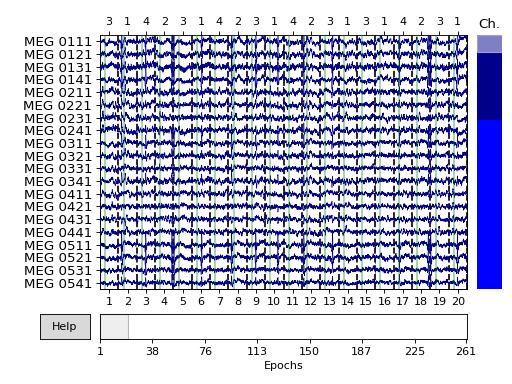 3 1 4 2 3 1 4 2 3 1 4 2 3 1 3 1 4 2 3 1
Ch.
MEG 0111
MEG 0121
MEG 0131
MEG 0141
MEG 0211
MEG 0221
MEG 0231
MEG 0241
MEG 0311
MEG 0321
MEG 0331
MEG 0341
MEG 0411
MEG 0421
MEG 0431
MEG 0441
MEG 0511
MEG 0521
MEG 0531
MEG 0541
1 2 3 4 5 6 7 8 9 10 11 12 13 14 15 16 17 18 19 20
Help
1 38 76 113 150 187 225 261
Epochs